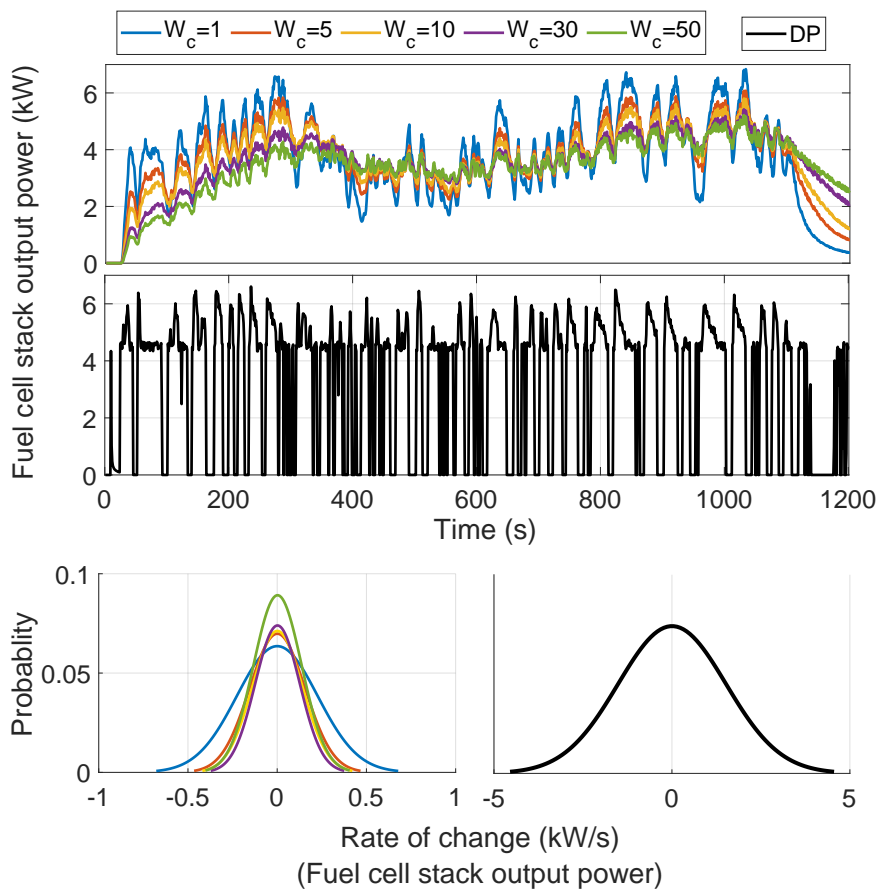 W_c=1 W_c=5 W_c=10 W_c=30 W_c=50 DP
Fuel cell stack output power (kW)
6
4
2
0
6
4
2
0
0 200 400 600 800 1000 1200
Time (s)
Probablity
0.1
0.05
0
-1 -0.5 0 0.5 1
-5 0 5
Rate of change (kW/s)
(Fuel cell stack output power)